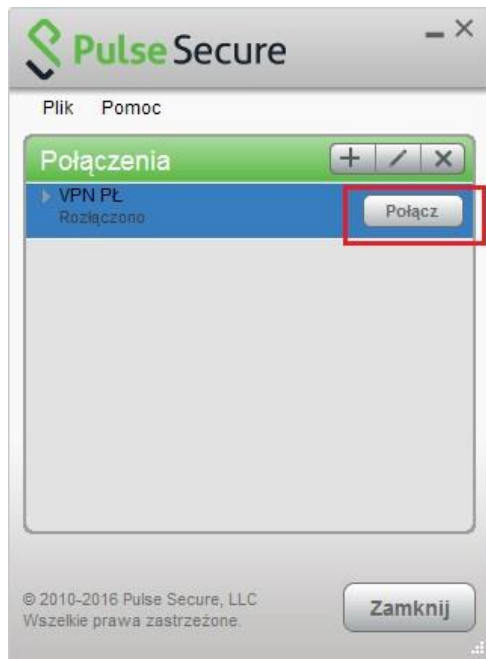 Pulse Secure
Plik Pomoc
Połączenia
VPN PŁ
Rozłączono
Połącz
© 2010-2016 Pulse Secure, LLC
Wszelkie prawa zastrzeżone.
Zamknij